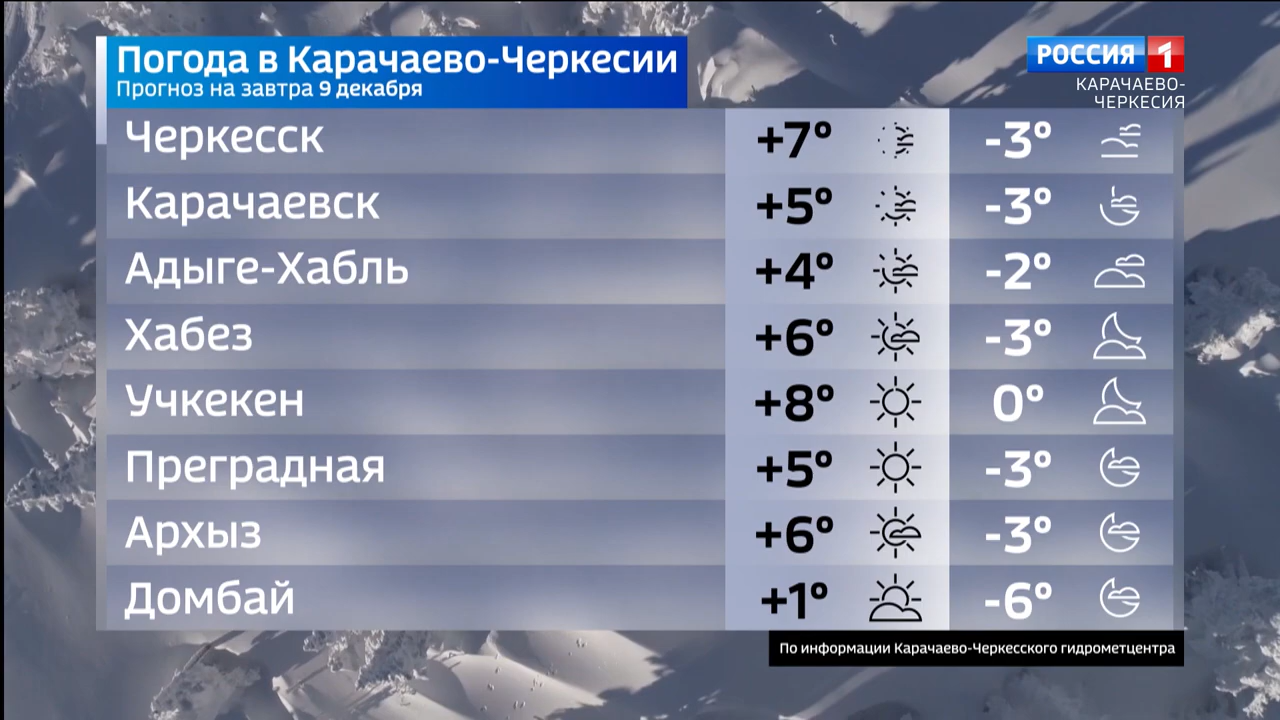 Погода в Карачаево-Черкесии
Прогноз на завтра 9 декабря
РОССИЯ 1
КАРАЧАЕВО-
ЧЕРКЕСИЯ
Черкесск +7° -3°
Карачаевск +5° -3°
Адыге-Хабль +4° -2°
Хабез +6° -3°
Учкекен +8° 0°
Преградная +5° -3°
Архыз +6° -3°
Домбай +1° -6°
По информации Карачаево-Черкесского гидрометцентра